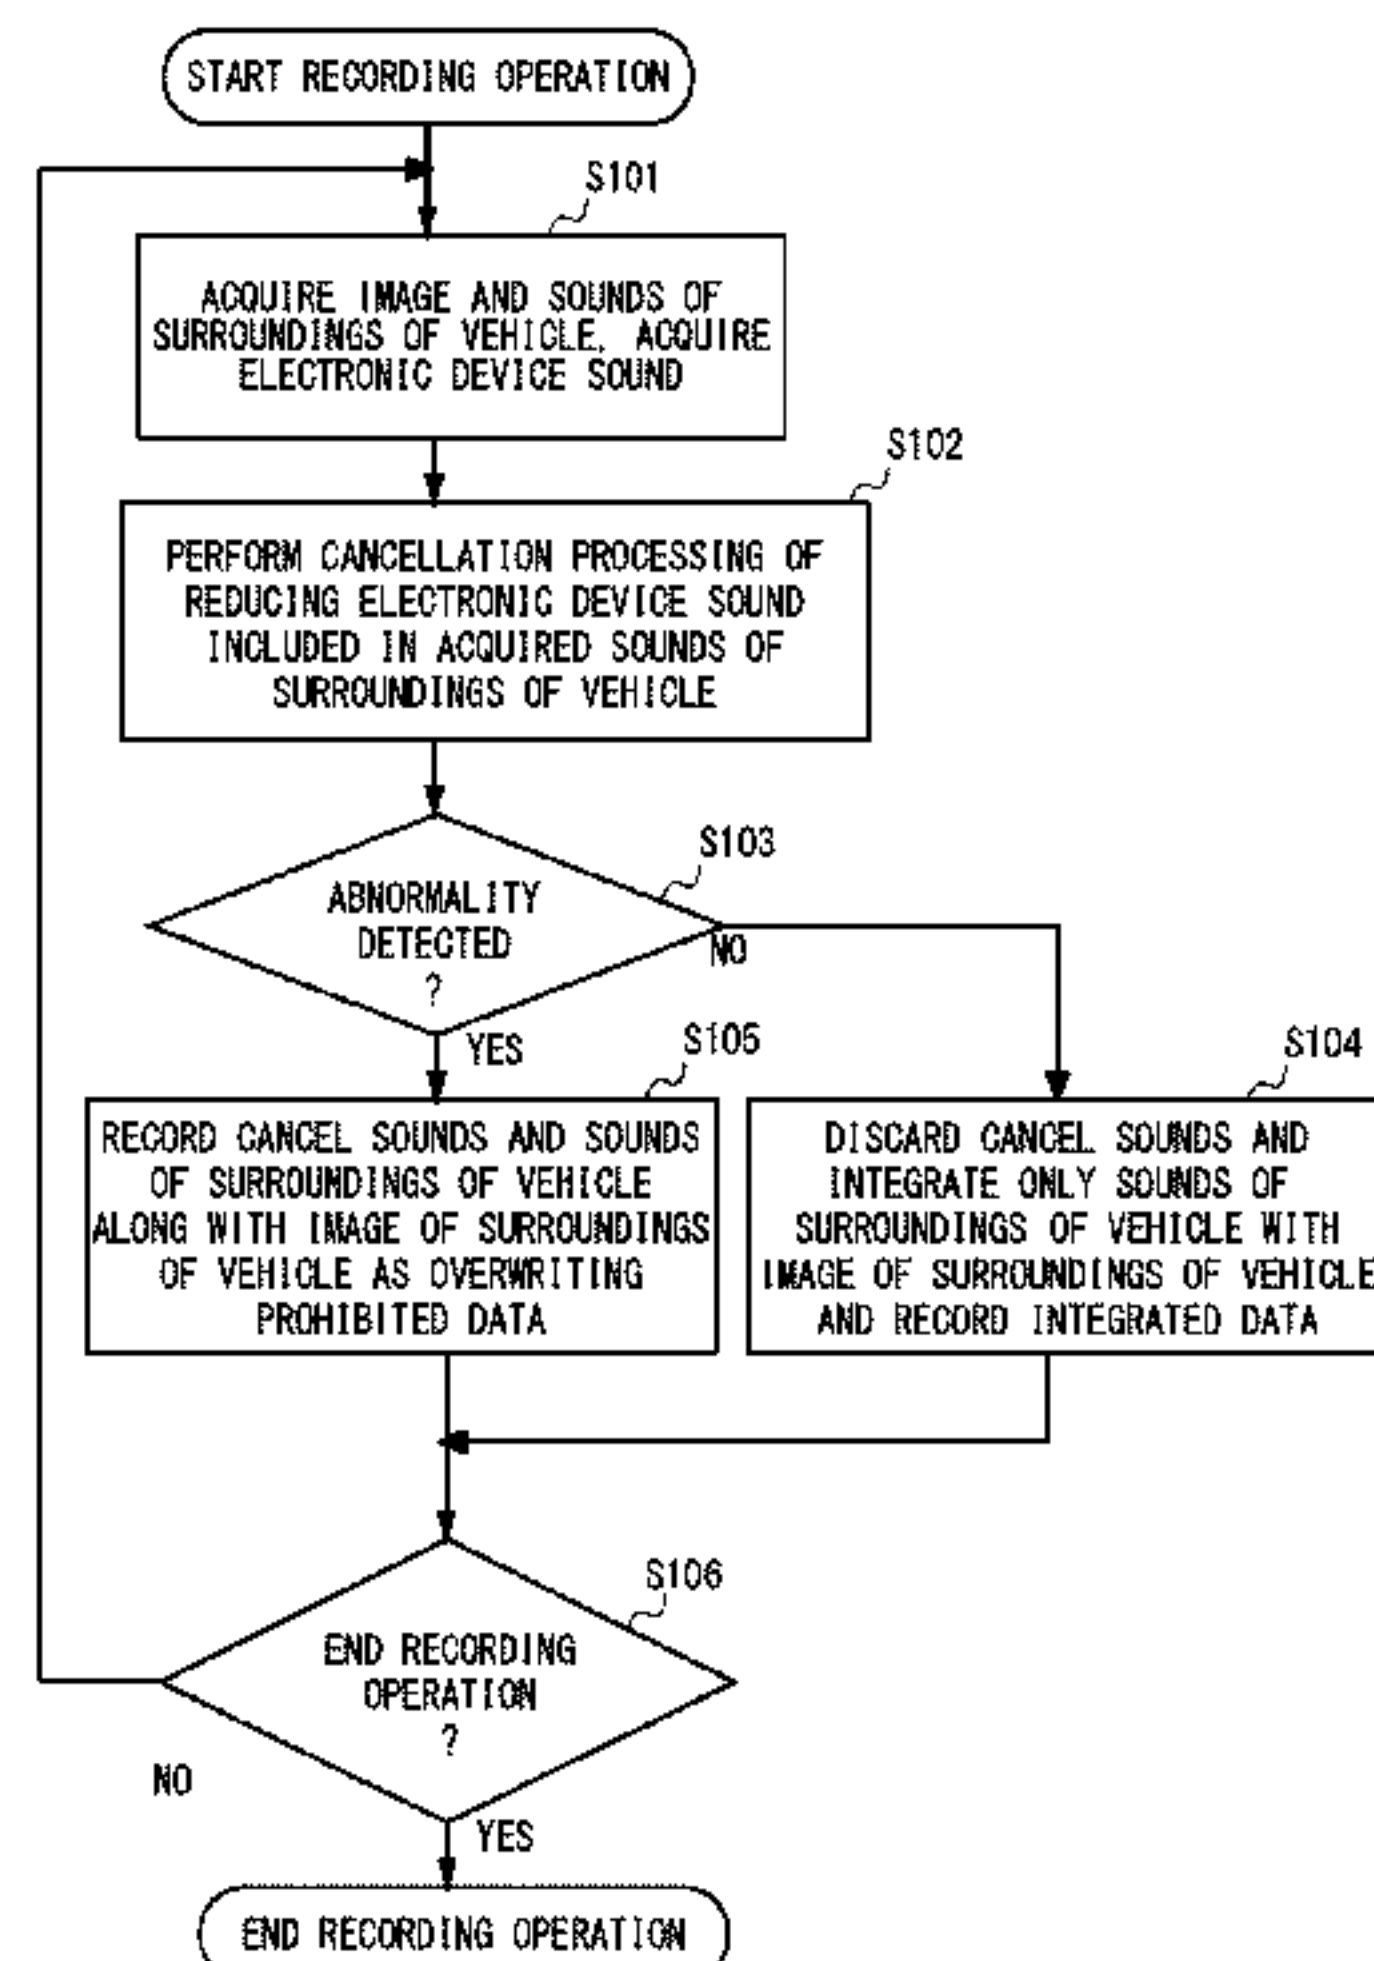 START RECORDING OPERATION
S101
ACQUIRE IMAGE AND SOUNDS OF
SURROUNDINGS OF VEHICLE, ACQUIRE
ELECTRONIC DEVICE SOUND
S102
PERFORM CANCELLATION PROCESSING OF
REDUCING ELECTRONIC DEVICE SOUND
INCLUDED IN ACQUIRED SOUNDS OF
SURROUNDINGS OF VEHICLE
S103
ABNORMALITY
DETECTED
?
NO
YES
S105
RECORD CANCEL SOUNDS AND SOUNDS
OF SURROUNDINGS OF VEHICLE
ALONG WITH IMAGE OF SURROUNDINGS
OF VEHICLE AS OVERWRITING
PROHIBITED DATA
S104
DISCARD CANCEL SOUNDS AND
INTEGRATE ONLY SOUNDS OF
SURROUNDINGS OF VEHICLE WITH
IMAGE OF SURROUNDINGS OF VEHICLE
AND RECORD INTEGRATED DATA
S106
END RECORDING
OPERATION
?
NO
YES
END RECORDING OPERATION